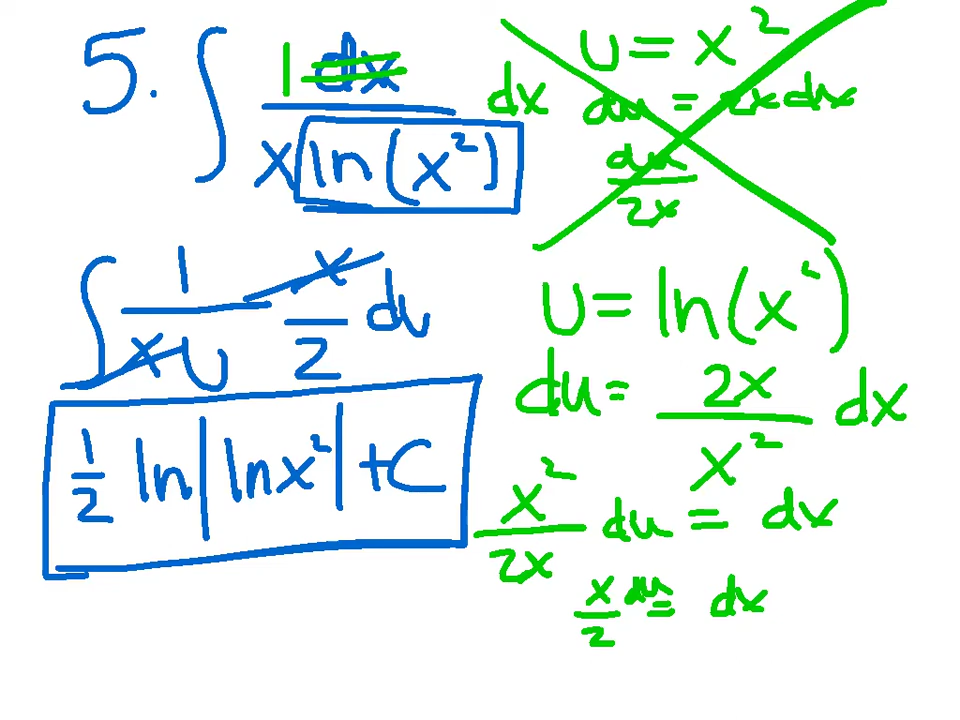 5. ∫ 1 dx / x ln(x²)
∫ 1/xu x/2 du
1/2 ln|ln x²| + C
u = x²
dx du = 2x dx
du/2x
u = ln(x²)
du = 2x/x² dx
x²/2x du = dx
x/2 du = dx